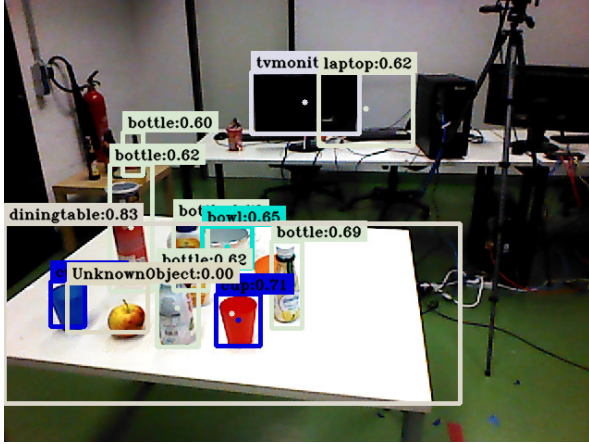 tvmonit
laptop:0.62
bottle:0.60
bottle:0.62
diningtable:0.83
bowl:0.65
bottle:0.69
bottle:0.62
UnknownObject:0.00
cup:0.71